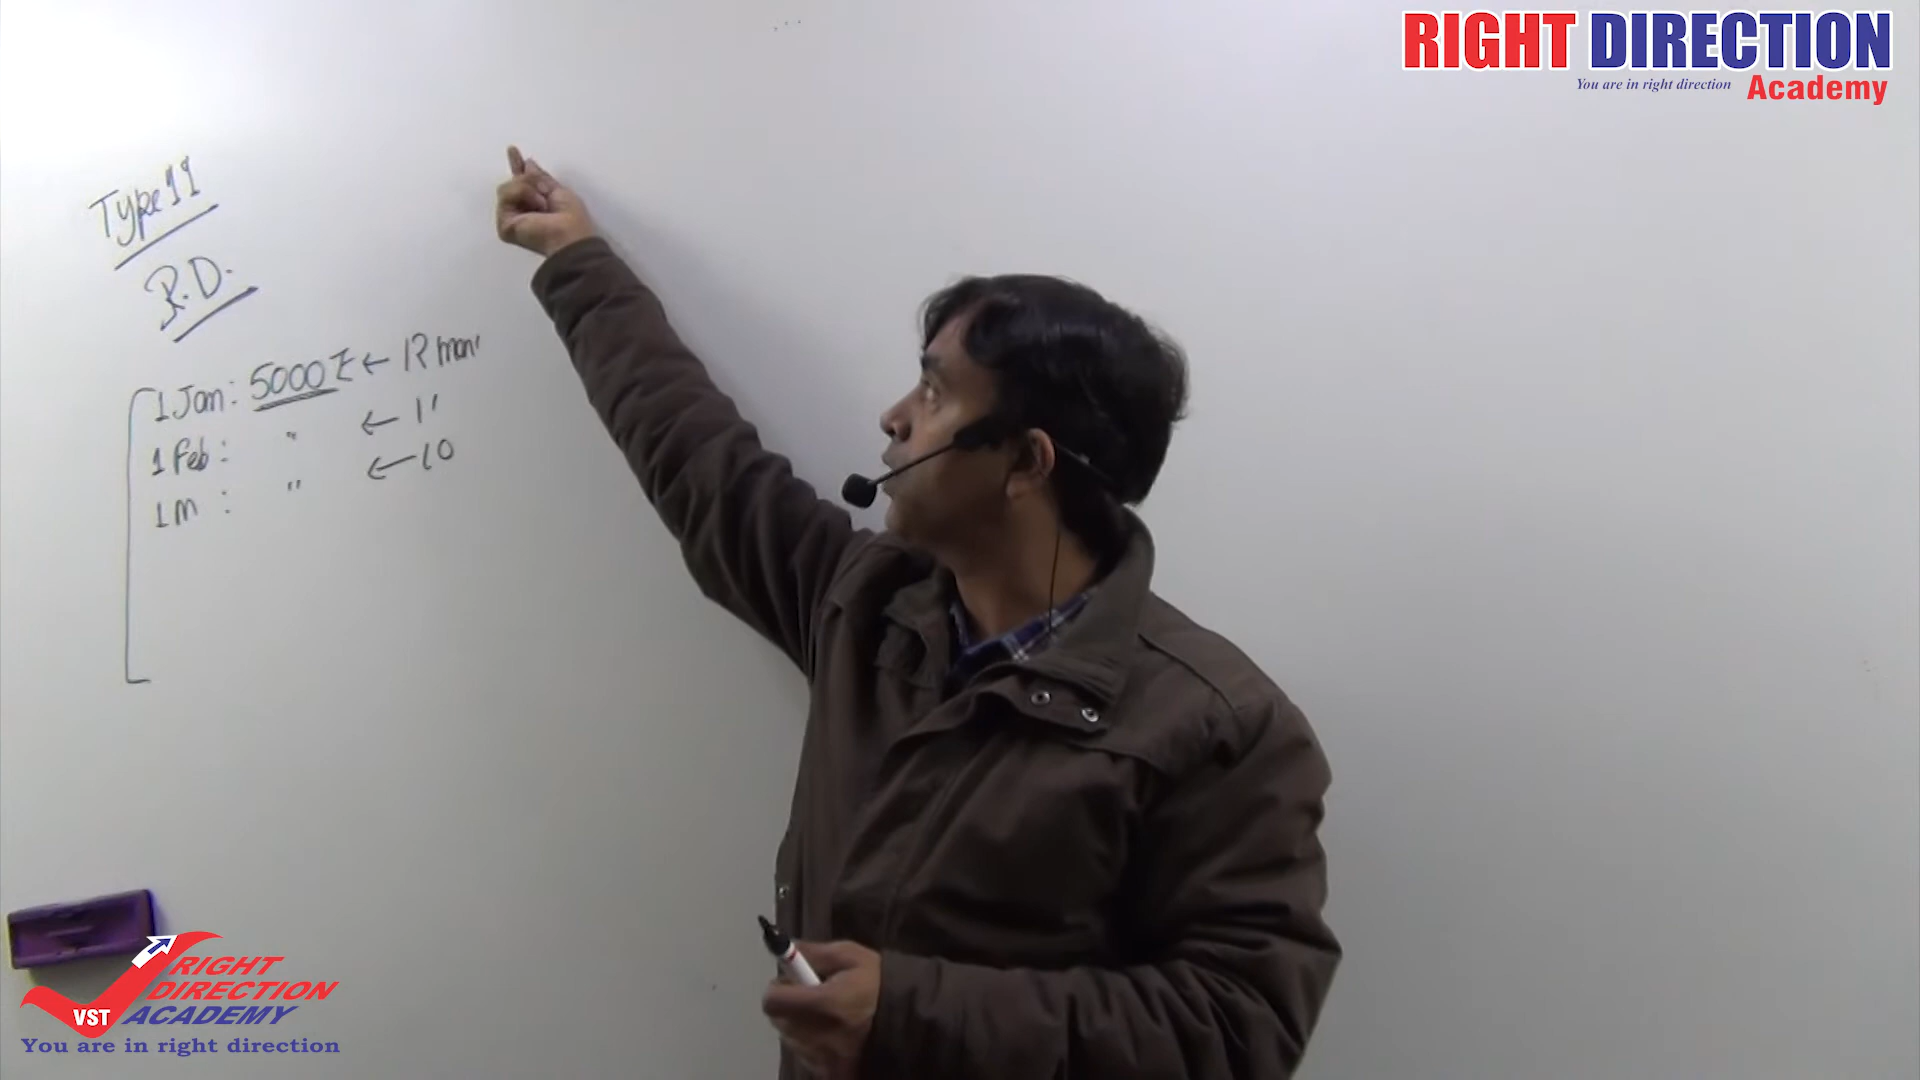 RIGHT DIRECTION
You are in right direction Academy
Type 11
R.D.
1 Jan: 5000 ₹ ← 12 mon
1 Feb: " ← 11
1 M : " ← 10
RIGHT
DIRECTION
VST ACADEMY
You are in right direction